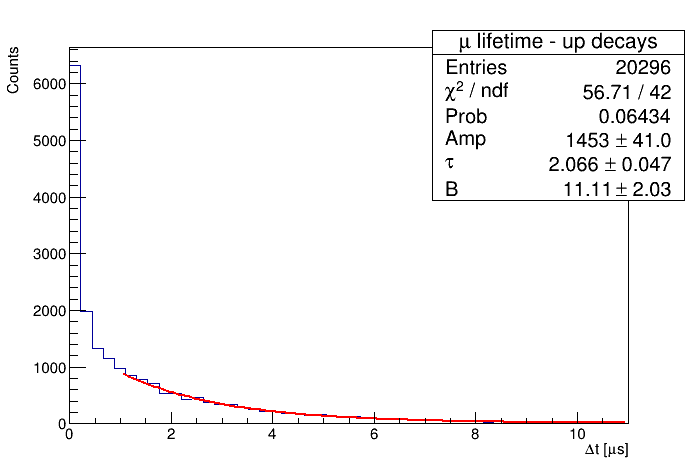 μ lifetime - up decays
Entries 20296
χ² / ndf 56.71 / 42
Prob 0.06434
Amp 1453 ± 41.0
τ 2.066 ± 0.047
B 11.11 ± 2.03
Counts
6000
5000
4000
3000
2000
1000
0
0 2 4 6 8 10
Δt [μs]